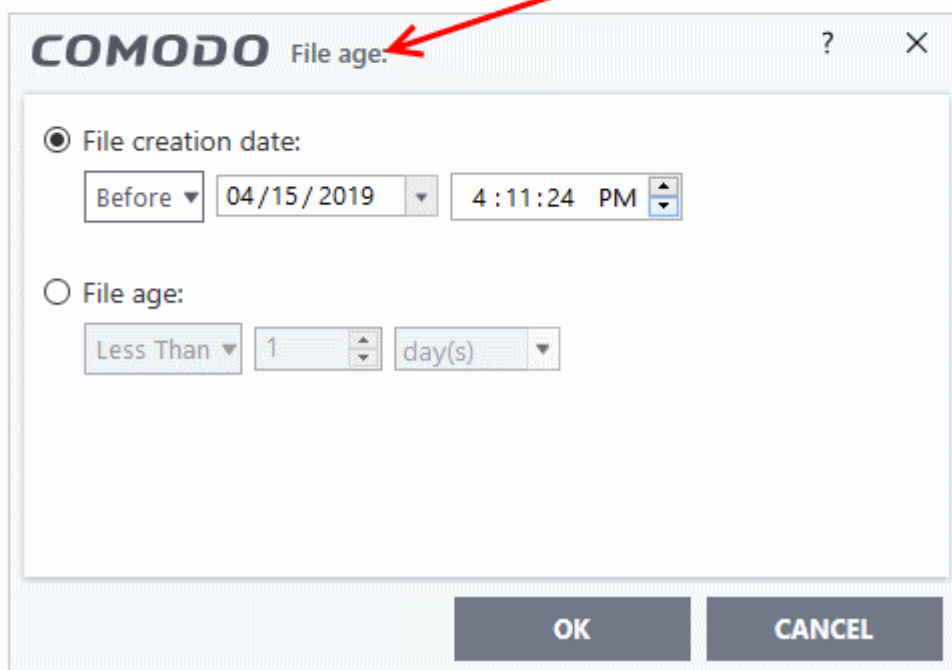 COMODO File age: ?
File creation date:
Before 04/15/2019 4:11:24 PM
File age:
Less Than 1 day(s)
OK CANCEL